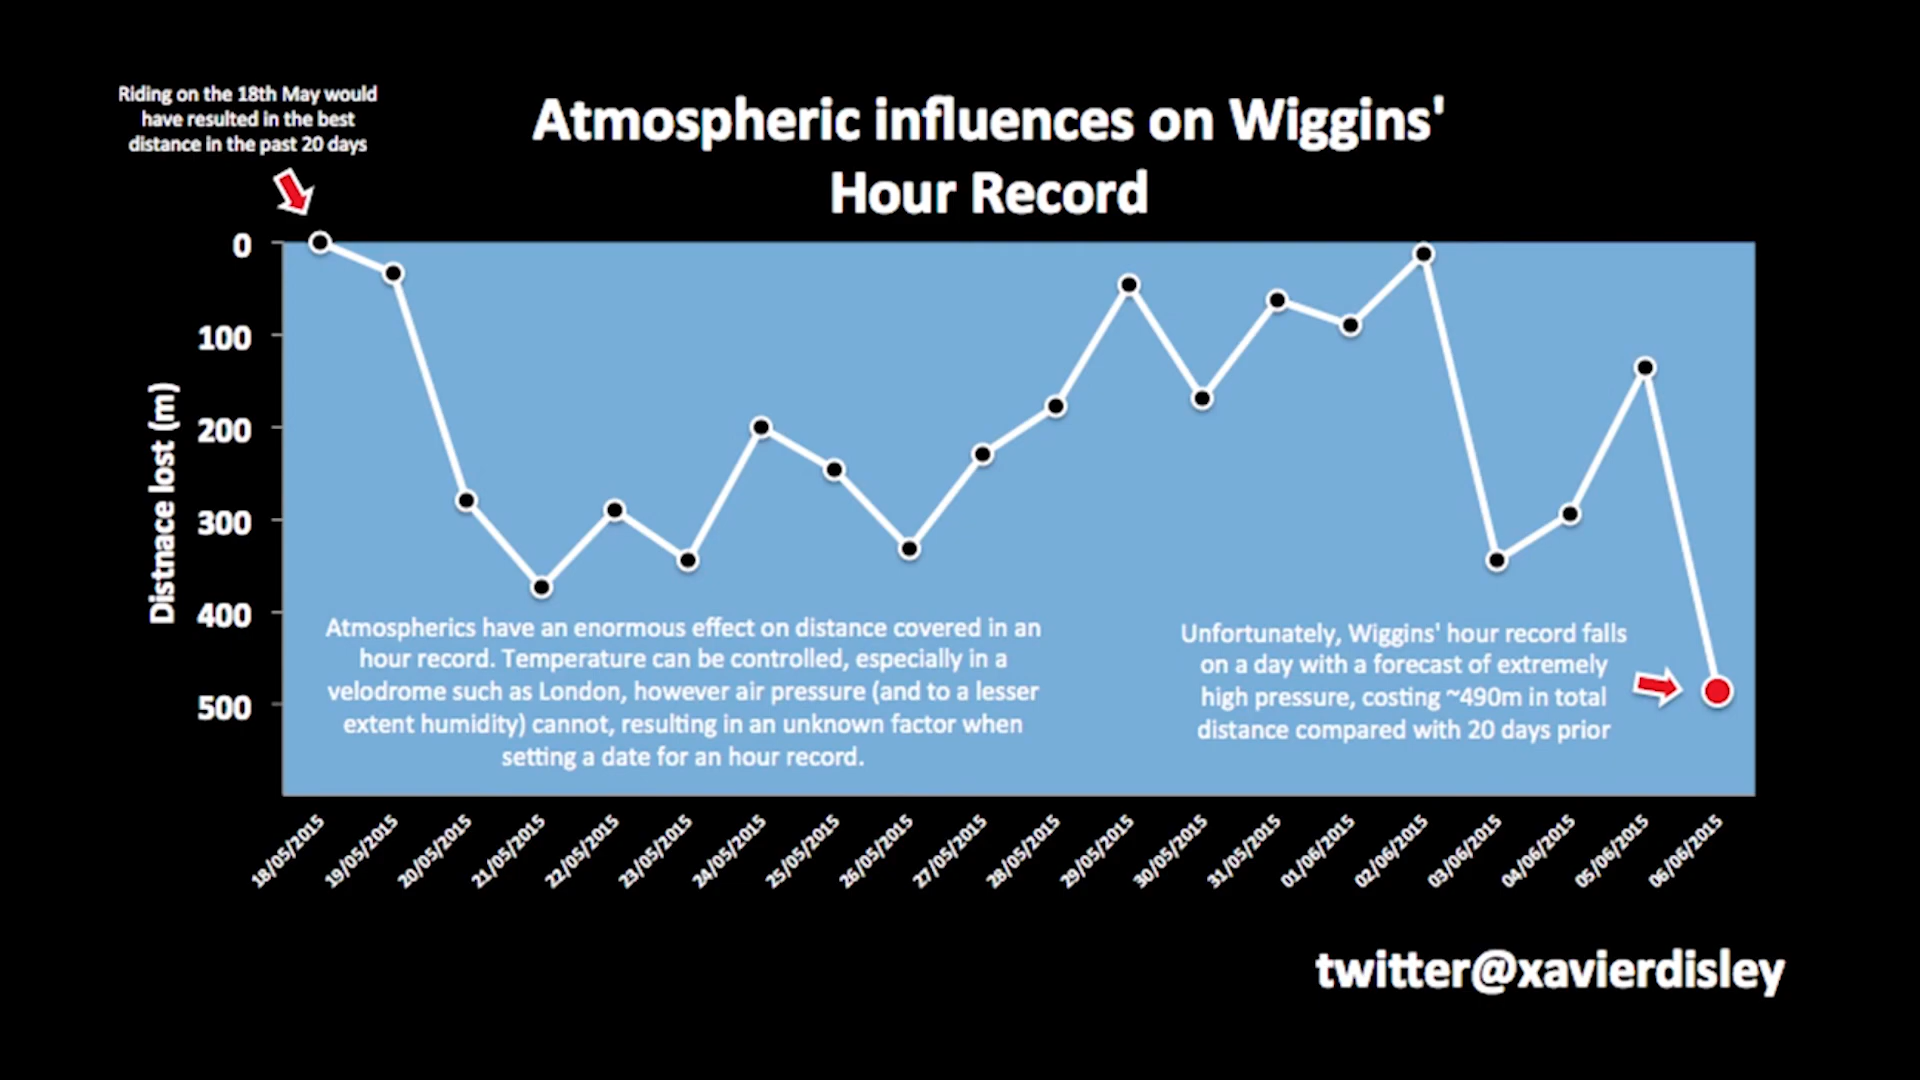 Riding on the 18th May would
have resulted in the best
distance in the past 20 days
Atmospheric influences on Wiggins'
Hour Record
Distnace lost (m)
0
100
200
300
400
500
Atmospherics have an enormous effect on distance covered in an
hour record. Temperature can be controlled, especially in a
velodrome such as London, however air pressure (and to a lesser
extent humidity) cannot, resulting in an unknown factor when
setting a date for an hour record.
Unfortunately, Wiggins' hour record falls
on a day with a forecast of extremely
high pressure, costing ~490m in total
distance compared with 20 days prior
18/05/2015
19/05/2015
20/05/2015
21/05/2015
22/05/2015
23/05/2015
24/05/2015
25/05/2015
26/05/2015
27/05/2015
28/05/2015
29/05/2015
30/05/2015
31/05/2015
01/06/2015
02/06/2015
03/06/2015
04/06/2015
05/06/2015
06/06/2015
twitter@xavierdisley